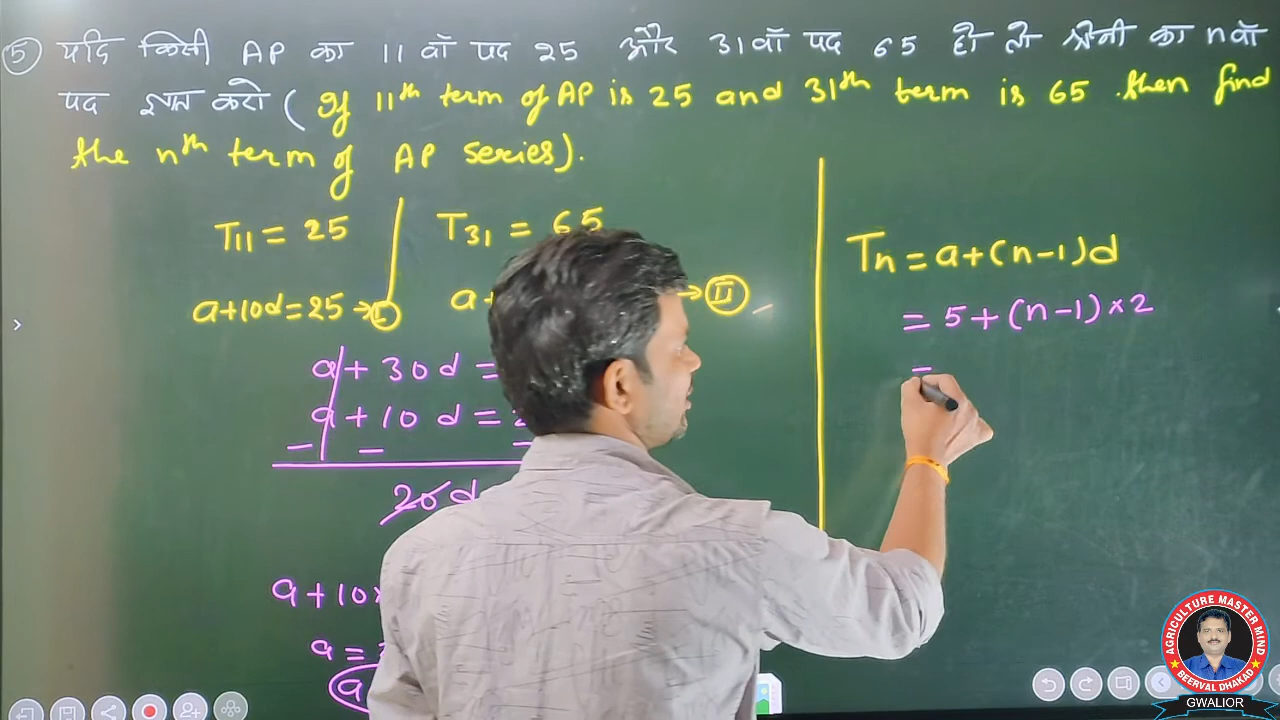 ⑤ यदि किसी AP का 11 वाँ पद 25 और 31 वाँ पद 65 हो तो श्रेनी का n वाँ
पद ज्ञात करो ( If 11th term of AP is 25 and 31th term is 65 . then find
the nth term of AP series).
T11 = 25
T31 = 65
a+10d=25 → Ⅰ
a+ → Ⅱ
a + 30 d =
a + 10 d =
- - -
20 d
a + 10
a =
a
Tn = a+(n-1)d
= 5+(n-1)×2
=
AGRICULTURE MASTER MIND
BEERVAL DHAKAD
GWALIOR